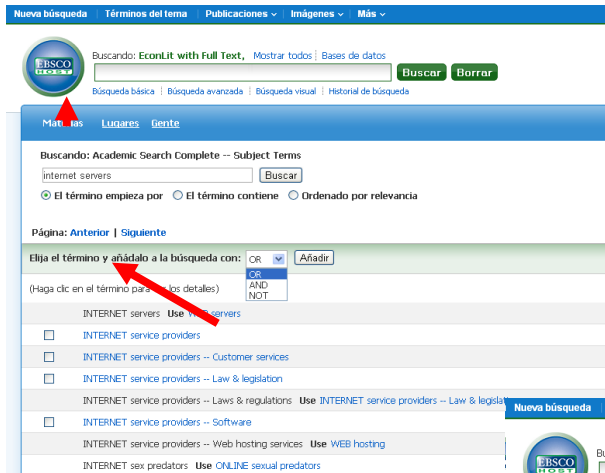 Nueva búsqueda Términos del tema Publicaciones Imágenes Más
EBSCO HOST
Buscando: EconLit with Full Text, Mostrar todos Bases de datos
Buscar Borrar
Búsqueda básica Búsqueda avanzada Búsqueda visual Historial de búsqueda
Materias Lugares Gente
Buscando: Academic Search Complete -- Subject Terms
internet servers Buscar
El término empieza por El término contiene Ordenado por relevancia
Página: Anterior | Siguiente
Elija el término y añádalo a la búsqueda con: OR Añadir
OR
AND
NOT
(Haga clic en el término para los detalles)
INTERNET servers Use WEB servers
INTERNET service providers
INTERNET service providers -- Customer services
INTERNET service providers -- Law & legislation
INTERNET service providers -- Laws & regulations Use INTERNET service providers -- Law &
INTERNET service providers -- Software
INTERNET service providers -- Web hosting services Use WEB hosting
INTERNET sex predators Use ONLINE sexual predators
Nueva búsqueda
EBSCO HOST